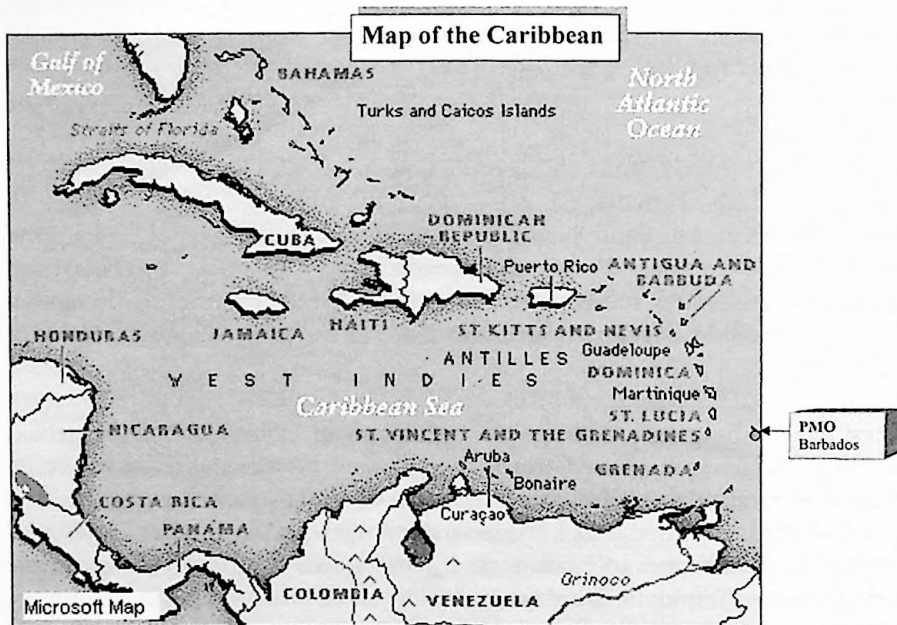 Map of the Caribbean
Gulf of
Mexico
BAHAMAS
North
Atlantic
Ocean
Turks and Caicos Islands
Straits of Florida
CUBA
DOMINICAN
REPUBLIC
Puerto Rico
ANTIGUA AND
BARBUDA
JAMAICA
HAITI
ST. KITTS AND NEVIS
HONDURAS
ANTILLES
Guadeloupe
WEST INDIES
DOMINICA
Martinique
Caribbean Sea
ST. LUCIA
NICARAGUA
ST. VINCENT AND THE GRENADINES
PMO
Barbados
Aruba
Bonaire
GRENADA
COSTA RICA
Curaçao
PANAMA
Orinoco
COLOMBIA
VENEZUELA
Microsoft Map